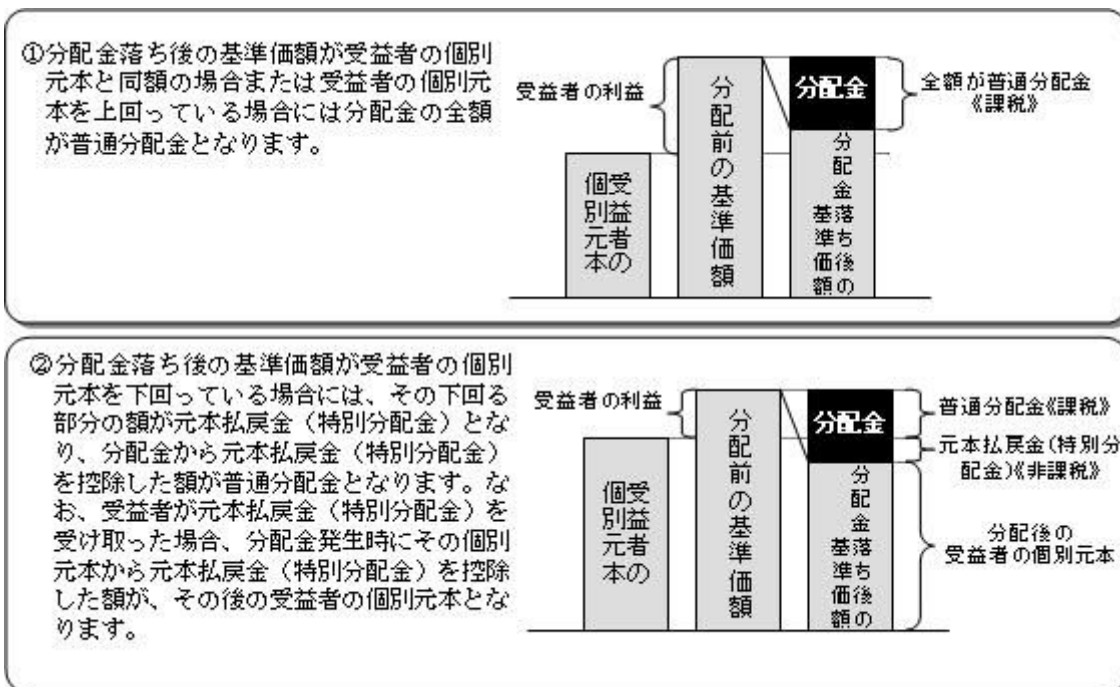 ①分配金落ち後の基準価額が受益者の個別
元本と同額の場合または受益者の個別元
本を上回っている場合には分配金の全額
が普通分配金となります。
受益者の利益
個別元本
受益者の
分配前の基準価額
分配金
分配金落ち後の
基準価額
全額が普通分配金
《課税》
②分配金落ち後の基準価額が受益者の個別
元本を下回っている場合には、その下回る
部分の額が元本払戻金（特別分配金）とな
り、分配金から元本払戻金（特別分配金）
を控除した額が普通分配金となります。な
お、受益者が元本払戻金（特別分配金）を
受け取った場合、分配金発生時にその個別
元本から元本払戻金（特別分配金）を控除
した額が、その後の受益者の個別元本とな
ります。
受益者の利益
受益者の
個別元本
分配前の基準価額
分配金
分配金落ち後の
基準価額
普通分配金《課税》
元本払戻金(特別分
配金)《非課税》
分配後の
受益者の個別元本